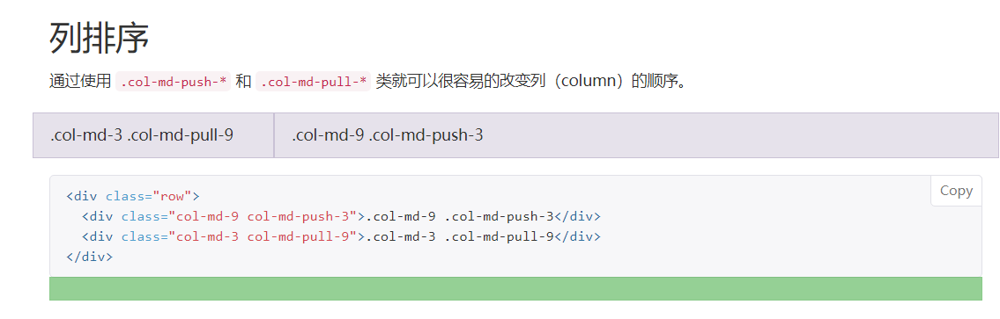 列排序
通过使用 .col-md-push-* 和 .col-md-pull-* 类就可以很容易的改变列（column）的顺序。
.col-md-3 .col-md-pull-9
.col-md-9 .col-md-push-3
Copy
<div class="row">
  <div class="col-md-9 col-md-push-3">.col-md-9 .col-md-push-3</div>
  <div class="col-md-3 col-md-pull-9">.col-md-3 .col-md-pull-9</div>
</div>